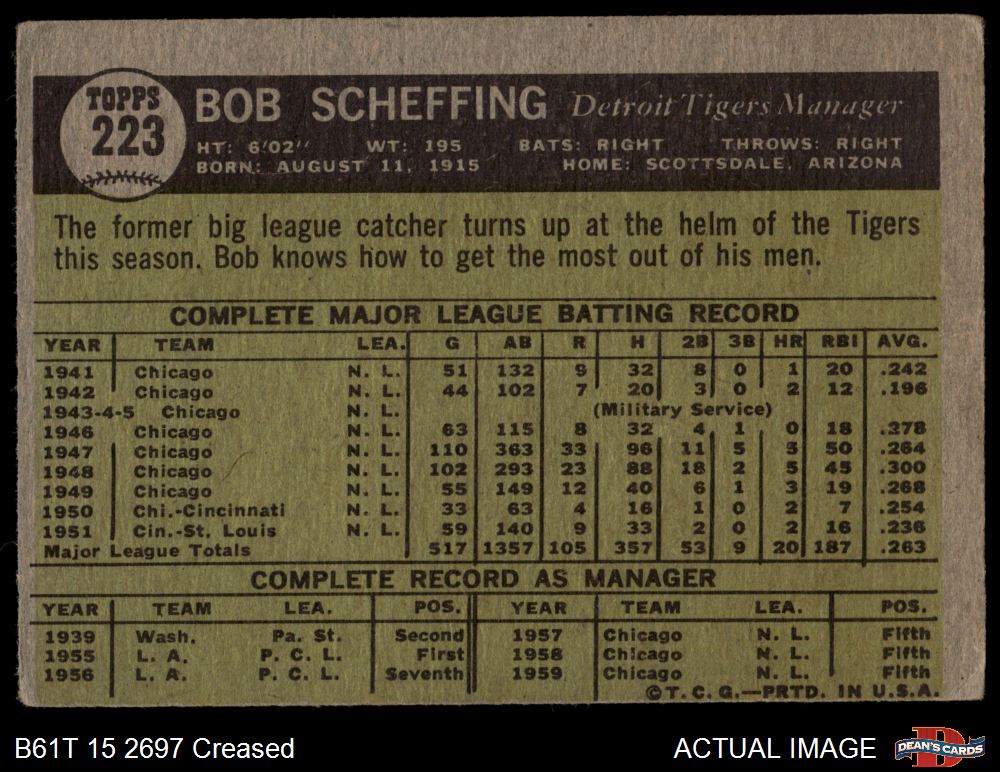 TOPPS
223
BOB SCHEFFING Detroit Tigers Manager
HT: 6'02" WT: 195 BATS: RIGHT THROWS: RIGHT
BORN: AUGUST 11, 1915 HOME: SCOTTSDALE, ARIZONA
The former big league catcher turns up at the helm of the Tigers
this season. Bob knows how to get the most out of his men.
COMPLETE MAJOR LEAGUE BATTING RECORD
YEAR TEAM LEA. G AB R H 2B 3B HR RBI AVG.
1941 Chicago N. L. 51 132 9 32 8 0 1 20 .242
1942 Chicago N. L. 44 102 7 20 3 0 2 12 .196
1943-4-5 Chicago N. L. (Military Service)
1946 Chicago N. L. 63 115 8 32 4 1 0 18 .278
1947 Chicago N. L. 110 363 33 96 11 5 5 50 .264
1948 Chicago N. L. 102 293 23 88 18 2 5 45 .300
1949 Chicago N. L. 55 149 12 40 6 1 3 19 .268
1950 Chi.-Cincinnati N. L. 33 63 4 16 1 0 2 7 .254
1951 Cin.-St. Louis N. L. 59 140 9 33 2 0 2 16 .236
Major League Totals 517 1357 105 357 53 9 20 187 .263
COMPLETE RECORD AS MANAGER
YEAR TEAM LEA. POS. YEAR TEAM LEA. POS.
1939 Wash. Pa. St. Second 1957 Chicago N. L. Fifth
1955 L. A. P. C. L. First 1958 Chicago N. L. Fifth
1956 L. A. P. C. L. Seventh 1959 Chicago N. L. Fifth
©T. C. G.—PRTD. IN U.S.A.
B61T 15 2697 Creased ACTUAL IMAGE DEAN'S CARDS